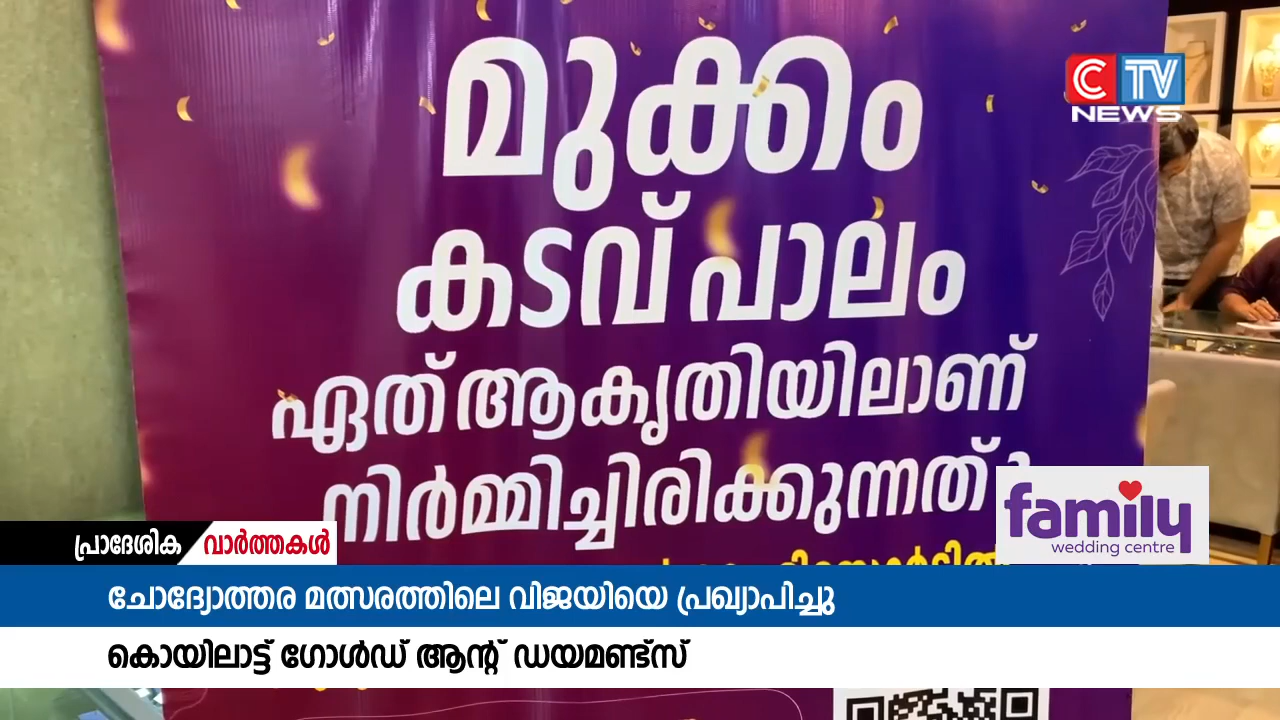 മുക്കം
കടവ് പാലം
ഏത് ആകൃതിയിലാണ്
നിർമ്മിച്ചിരിക്കുന്നത്
C TV
NEWS
family
wedding centre
പ്രാദേശിക വാർത്തകൾ
ചോദ്യോത്തര മത്സരത്തിലെ വിജയിയെ പ്രഖ്യാപിച്ചു
കൊയിലാട്ട് ഗോൾഡ് ആന്റ് ഡയമണ്ട്സ്